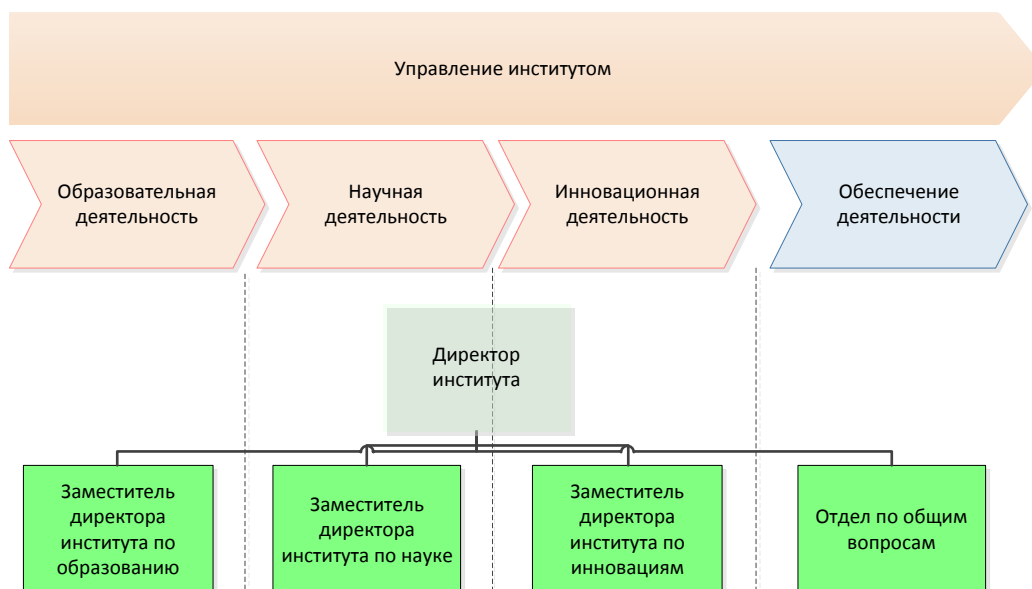 Управление институтом
Образовательная
деятельность
Научная
деятельность
Инновационная
деятельность
Обеспечение
деятельности
Директор
института
Заместитель
директора
института по
образованию
Заместитель
директора
института по науке
Заместитель
директора
института по
инновациям
Отдел по общим
вопросам